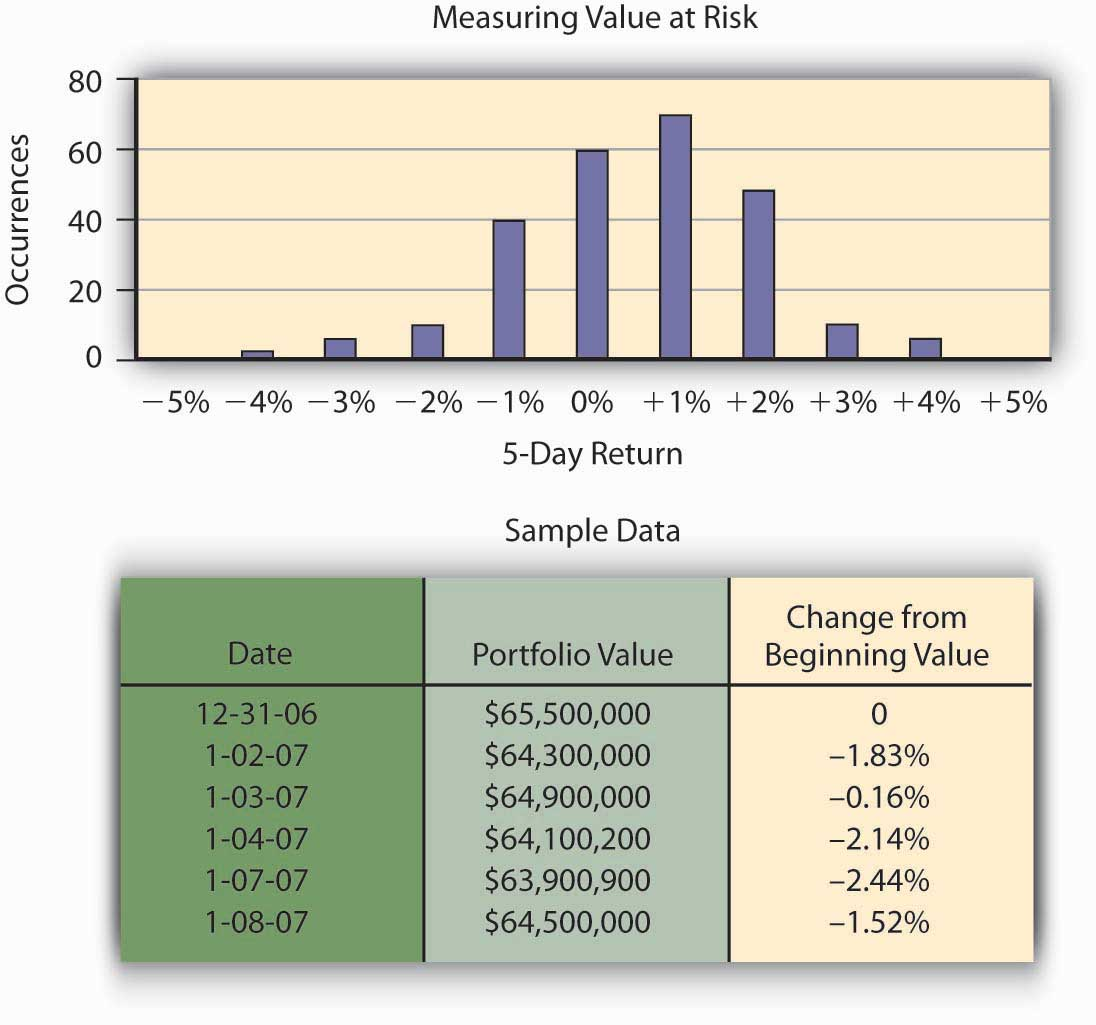 Measuring Value at Risk
Occurrences
80
60
40
20
0
−5% −4% −3% −2% −1% 0% +1% +2% +3% +4% +5%
5-Day Return
Sample Data
Date Portfolio Value Change from
Beginning Value
12-31-06 $65,500,000 0
1-02-07 $64,300,000 –1.83%
1-03-07 $64,900,000 –0.16%
1-04-07 $64,100,200 –2.14%
1-07-07 $63,900,900 –2.44%
1-08-07 $64,500,000 –1.52%